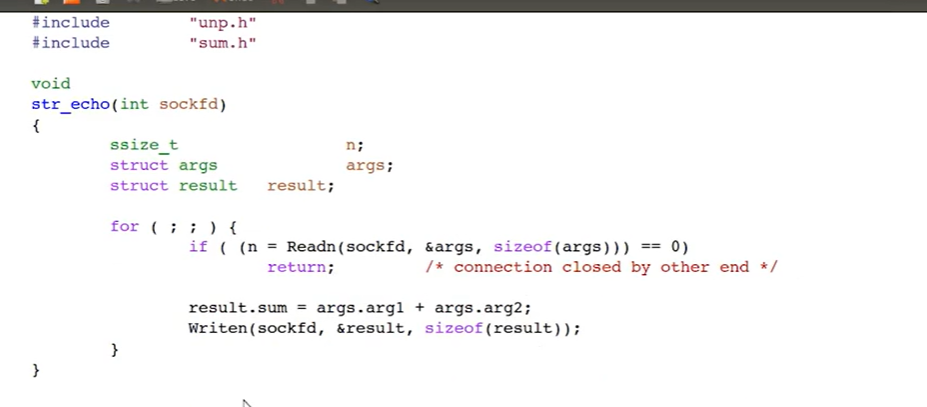 #include "unp.h"
#include "sum.h"
void
str_echo(int sockfd)
{
ssize_t n;
struct args args;
struct result result;
for ( ; ; ) {
if ( (n = Readn(sockfd, &args, sizeof(args))) == 0)
return; /* connection closed by other end */
result.sum = args.arg1 + args.arg2;
Writen(sockfd, &result, sizeof(result));
}
}